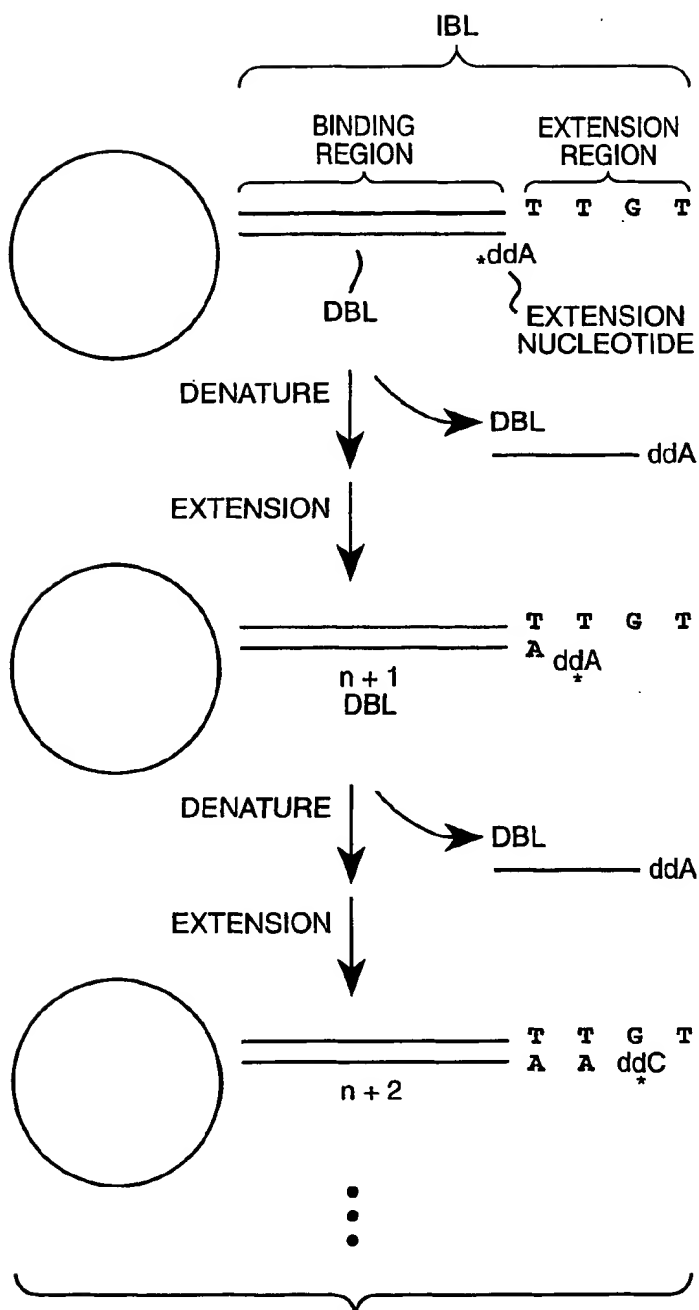 IBL
BINDING REGION
EXTENSION REGION
T T G T
*ddA
DBL
EXTENSION NUCLEOTIDE
DENATURE
DBL
ddA
EXTENSION
T T G T
A ddA
*
n + 1
DBL
DENATURE
DBL
ddA
EXTENSION
T T G T
A A ddC
*
n + 2